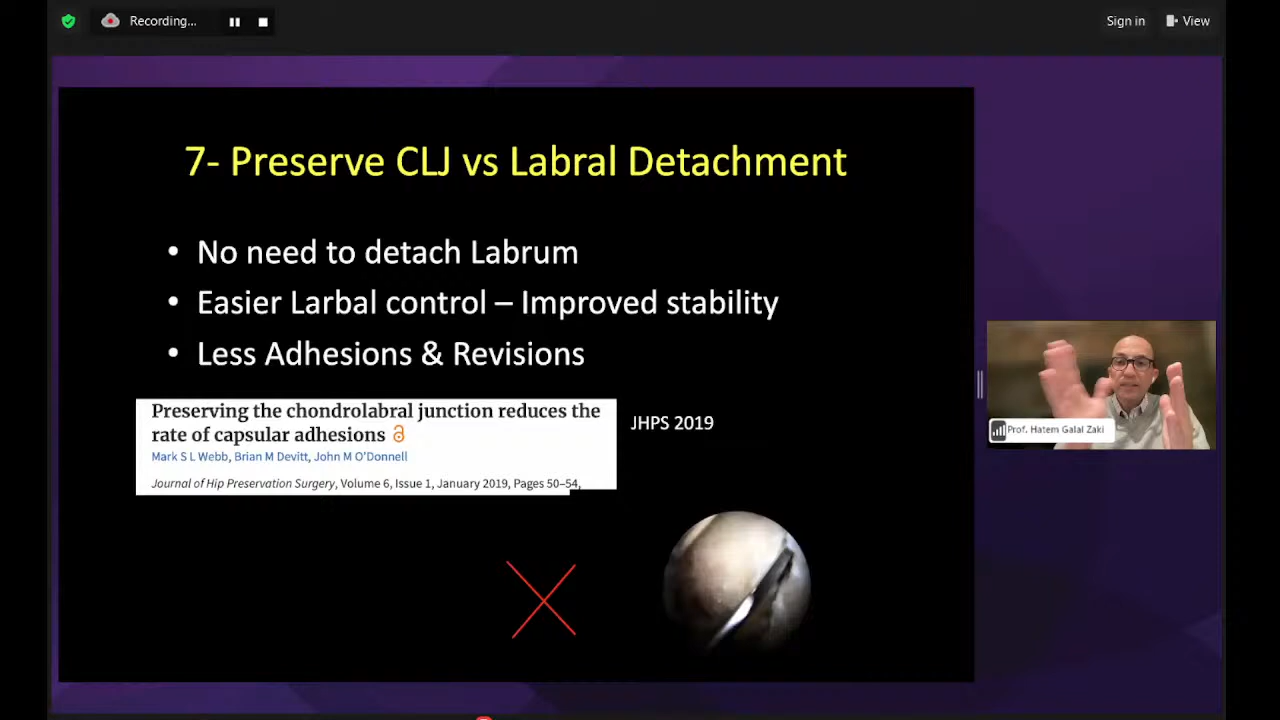 Recording...
Sign in
View
7- Preserve CLJ vs Labral Detachment
• No need to detach Labrum
• Easier Larbal control – Improved stability
• Less Adhesions & Revisions
Preserving the chondrolabral junction reduces the
rate of capsular adhesions
Mark S L Webb, Brian M Devitt, John M O'Donnell
Journal of Hip Preservation Surgery, Volume 6, Issue 1, January 2019, Pages 50–54,
JHPS 2019
Prof. Hatem Galal Zaki